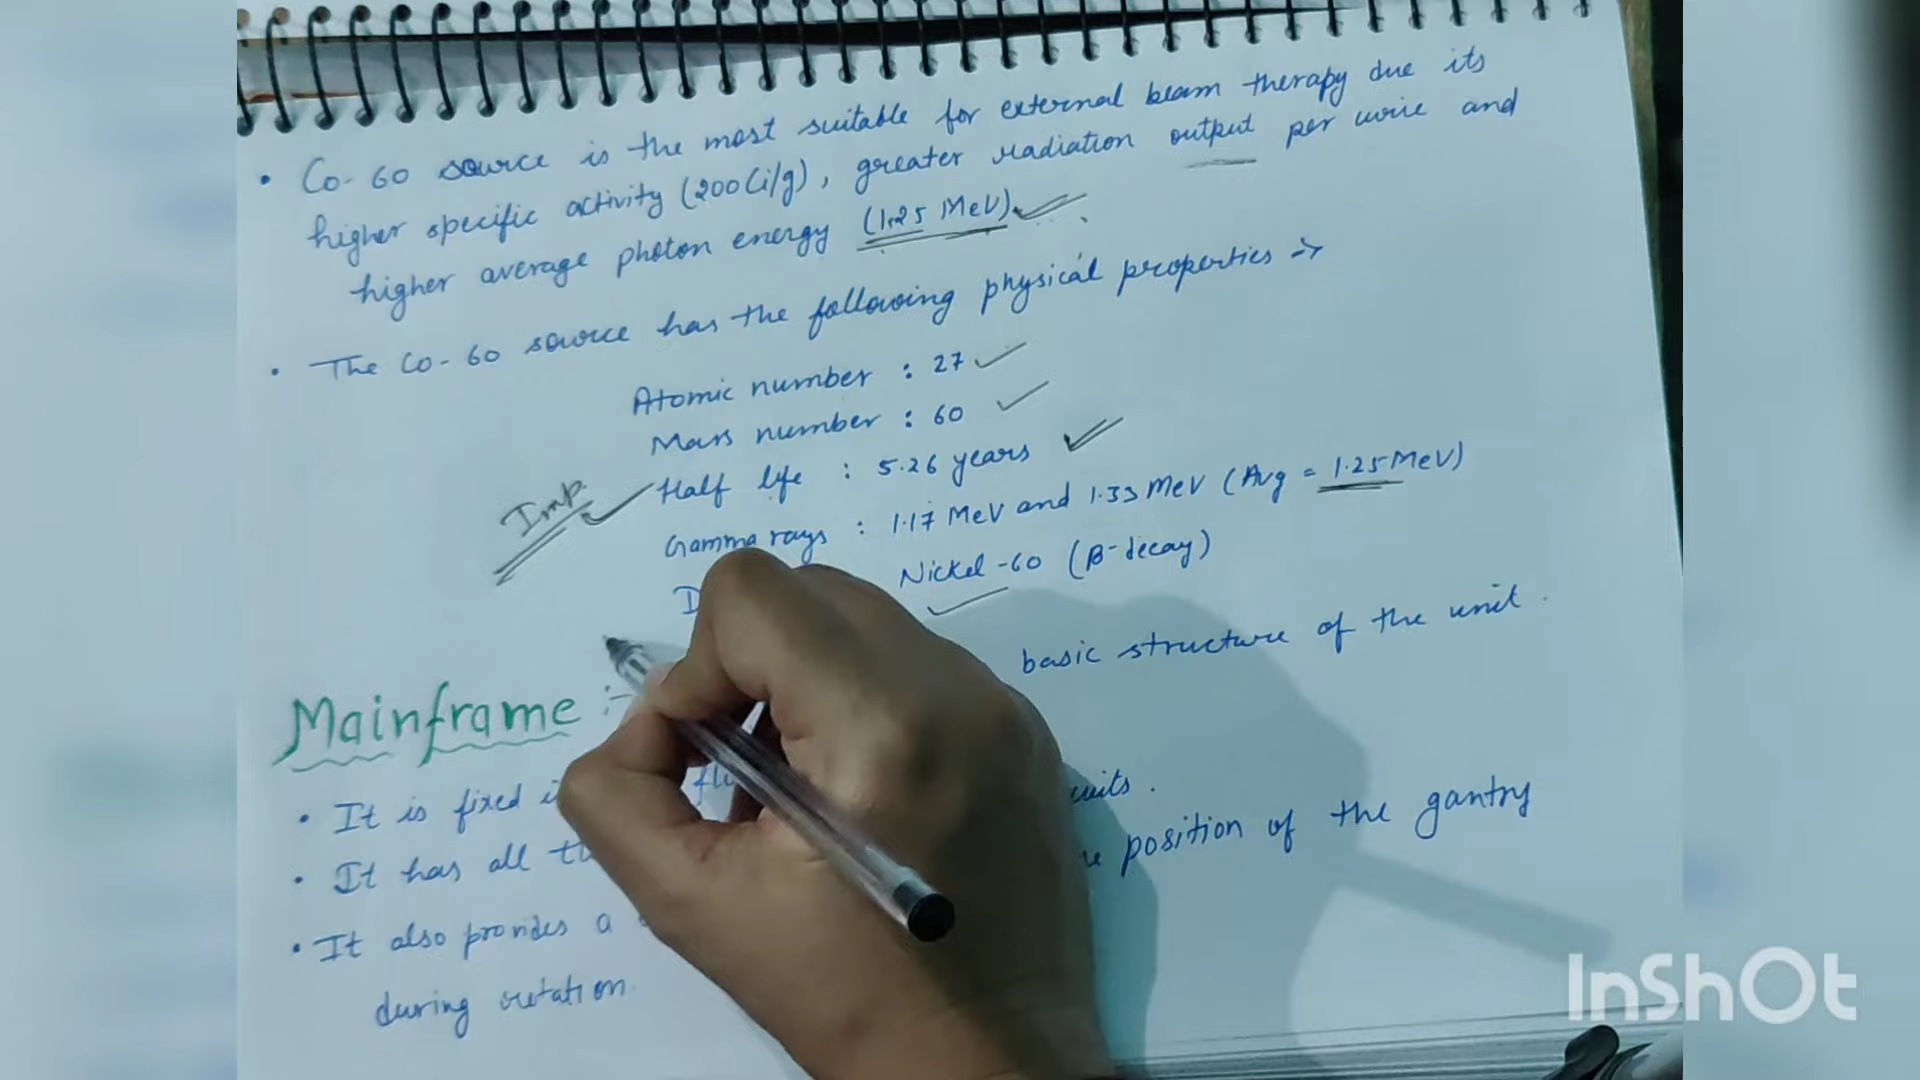 • Co-60 source is the most suitable for external beam therapy due its
higher specific activity (200Ci/g), greater radiation output per wire and
higher average photon energy (1.25 MeV)
• The Co-60 source has the following physical properties :→
Atomic number : 27
Mass number : 60
Half life : 5.26 years
Imp.
Gamma rays : 1.17 MeV and 1.33 MeV (Avg = 1.25 MeV)
Nickel-60 (β⁻decay)
basic structure of the unit.
Mainframe :-
• It is fixed
• It has all position of the gantry
• It also provides a
during rotation.
InShOt